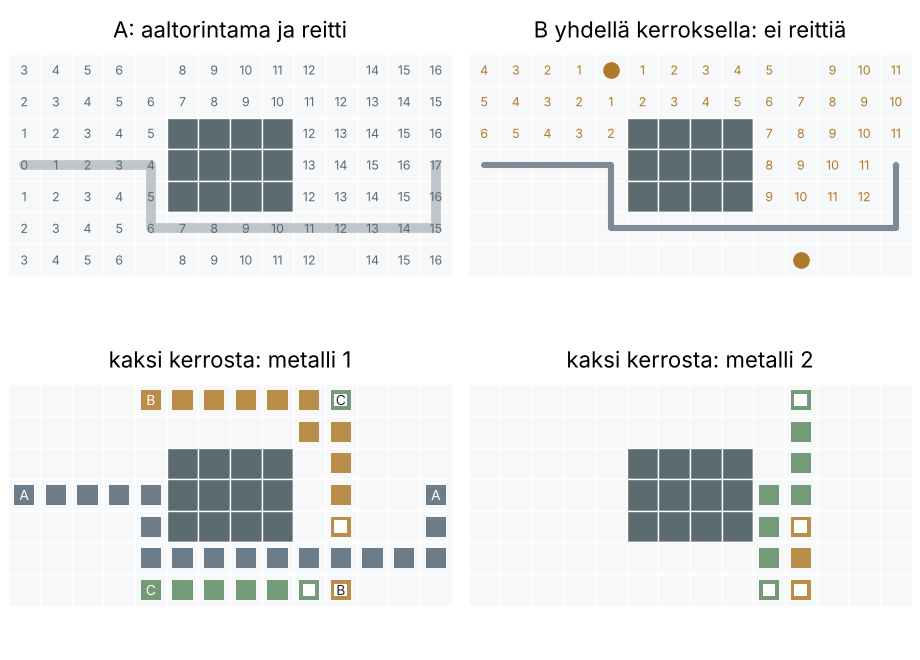 A: aaltorintama ja reitti
3 4 5 6 8 9 10 11 12 14 15 16
2 3 4 5 6 7 8 9 10 11 12 13 14 15
1 2 3 4 5 12 13 14 15 16
0 1 2 3 4 13 14 15 16 17
1 2 3 4 5 12 13 14 15 16
2 3 4 5 6 7 8 9 10 11 12 13 14 15
3 4 5 6 8 9 10 11 12 14 15 16
B yhdellä kerroksella: ei reittiä
4 3 2 1 1 2 3 4 5 9 10 11
5 4 3 2 1 2 3 4 5 6 7 8 9 10
6 5 4 3 2 7 8 9 10 11
8 9 10 11
9 10 11 12
kaksi kerrosta: metalli 1
B C
A A
C B
kaksi kerrosta: metalli 2